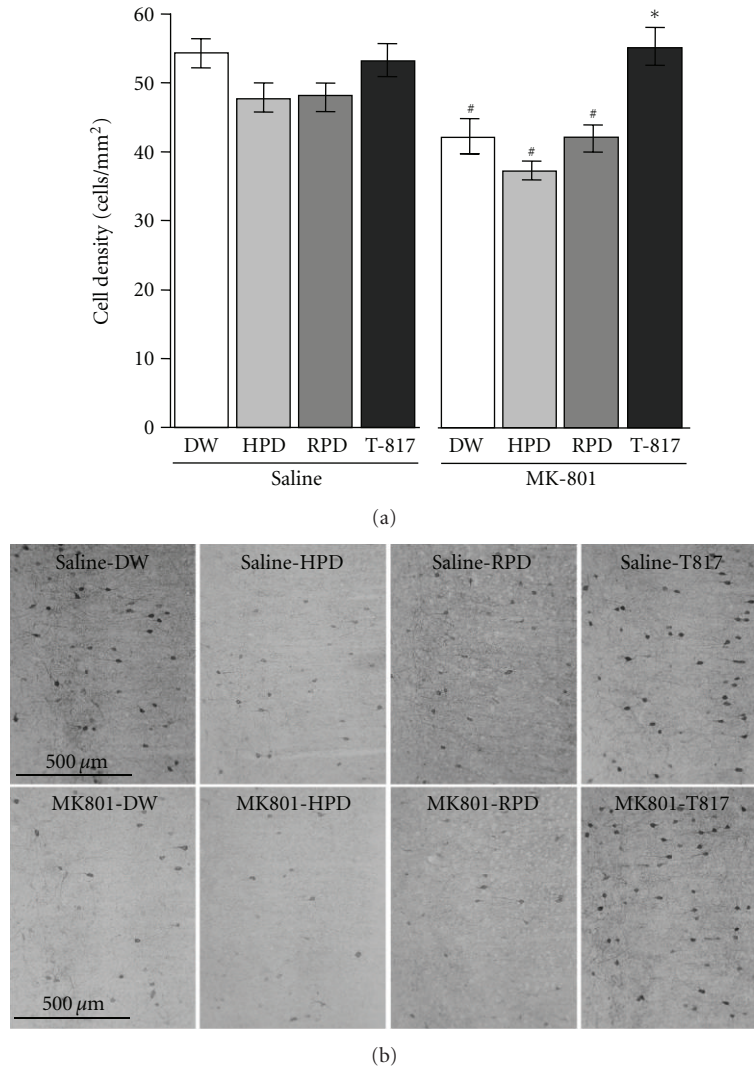 60
50
40
30
20
10
0
Cell density (cells/mm²)
# # # *
DW HPD RPD T-817 DW HPD RPD T-817
Saline MK-801
(a)
Saline-DW Saline-HPD Saline-RPD Saline-T817
500 µm
MK801-DW MK801-HPD MK801-RPD MK801-T817
500 µm
(b)